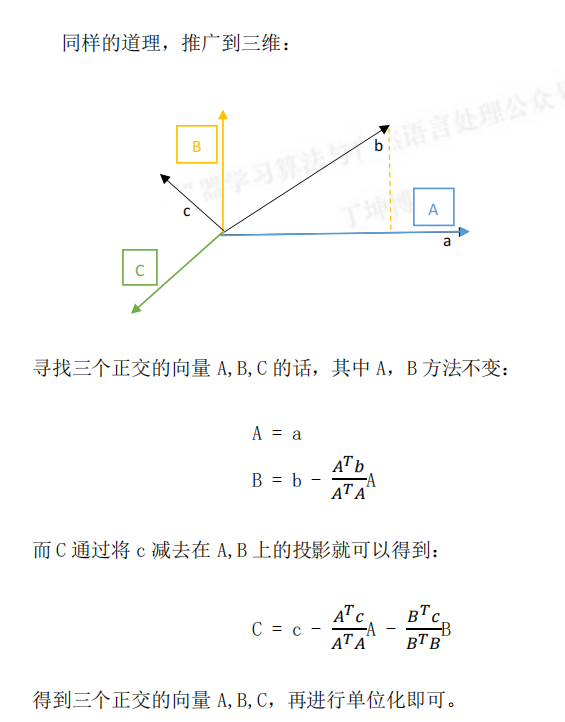 同样的道理，推广到三维：
B
b
c
A
a
C
器学习算法与
语言处理公众号
丁坤博
寻找三个正交的向量 A,B,C 的话，其中 A，B 方法不变：
A = a
B = b - \frac{A^T b}{A^T A}A
而 C 通过将 c 减去在 A,B 上的投影就可以得到：
C = c - \frac{A^T c}{A^T A}A - \frac{B^T c}{B^T B}B
得到三个正交的向量 A,B,C，再进行单位化即可。